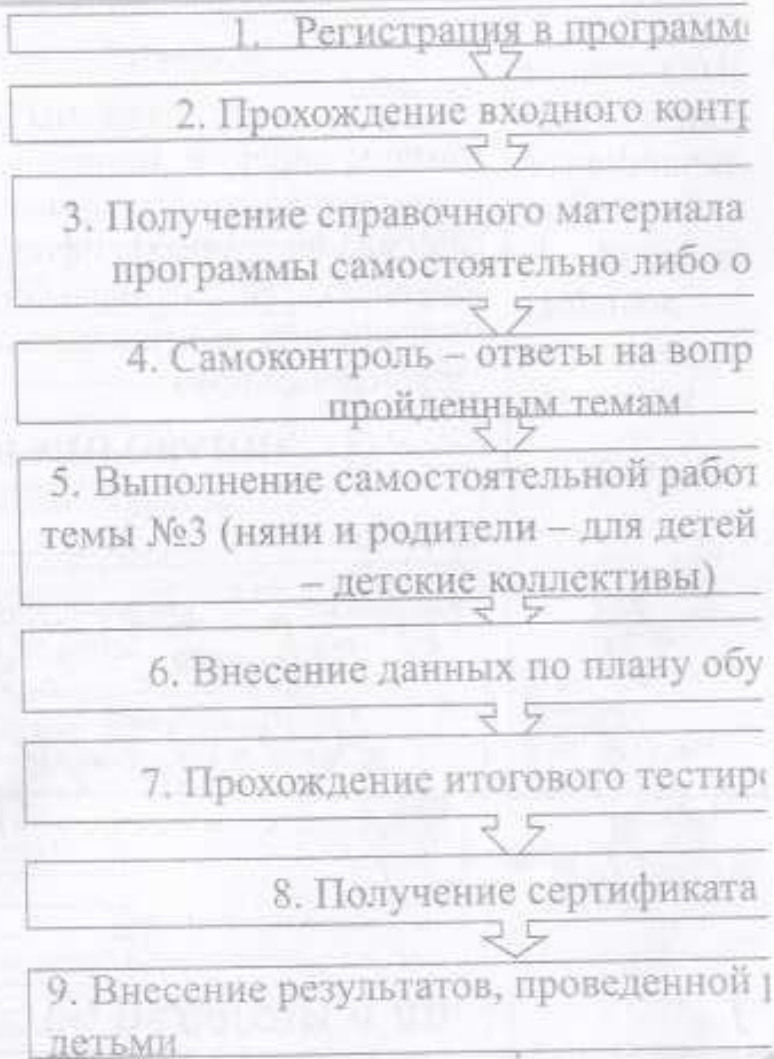 1. Регистрация в программ
2. Прохождение входного конт
3. Получение справочного материала
программы самостоятельно либо о
4. Самоконтроль – ответы на вопр
пройденным темам
5. Выполнение самостоятельной работ
темы №3 (няни и родители – для детей
– детские коллективы)
6. Внесение данных по плану обу
7. Прохождение итогового тестир
8. Получение сертификата
9. Внесение результатов, проведенной
детьми